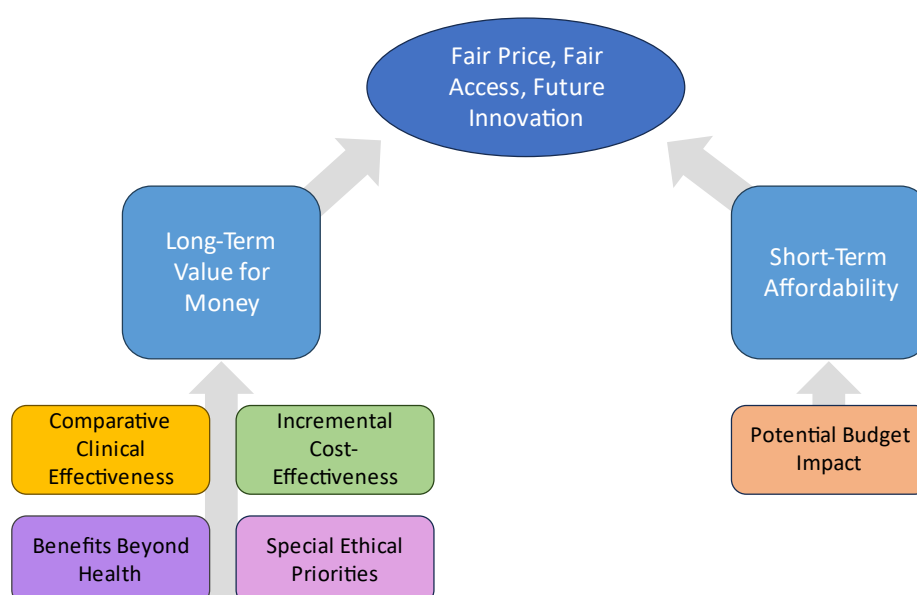 Fair Price, Fair
Access, Future
Innovation
Long-Term
Value for
Money
Short-Term
Affordability
Comparative
Clinical
Effectiveness
Incremental
Cost-
Effectiveness
Potential Budget
Impact
Benefits Beyond
Health
Special Ethical
Priorities